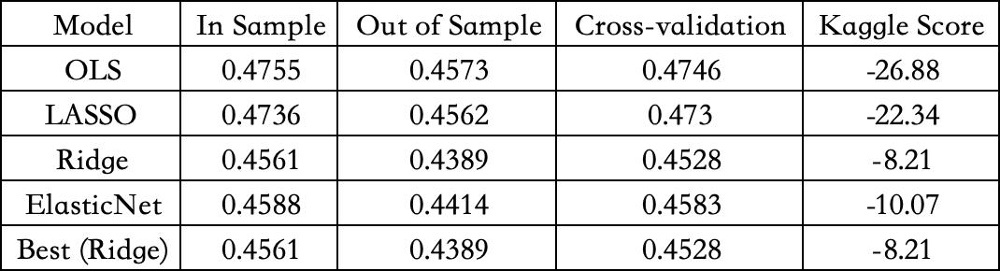 Model In Sample Out of Sample Cross-validation Kaggle Score
OLS 0.4755 0.4573 0.4746 -26.88
LASSO 0.4736 0.4562 0.473 -22.34
Ridge 0.4561 0.4389 0.4528 -8.21
ElasticNet 0.4588 0.4414 0.4583 -10.07
Best (Ridge) 0.4561 0.4389 0.4528 -8.21